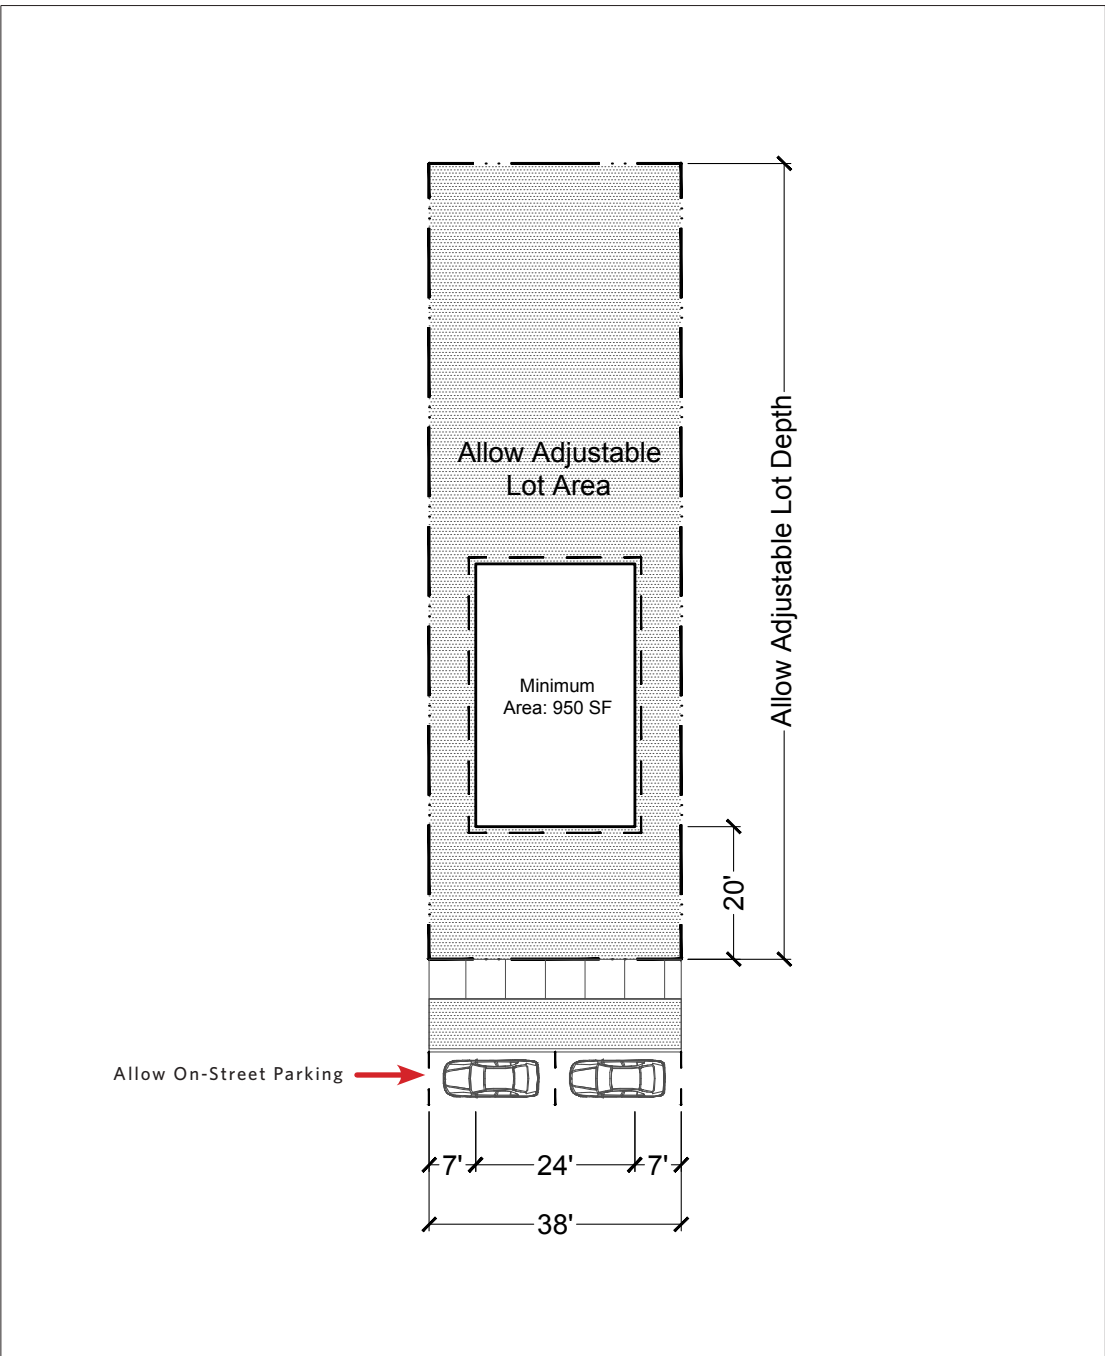 Allow Adjustable
Lot Area
Allow Adjustable Lot Depth
Minimum
Area: 950 SF
20'
Allow On-Street Parking
7'
24'
7'
38'